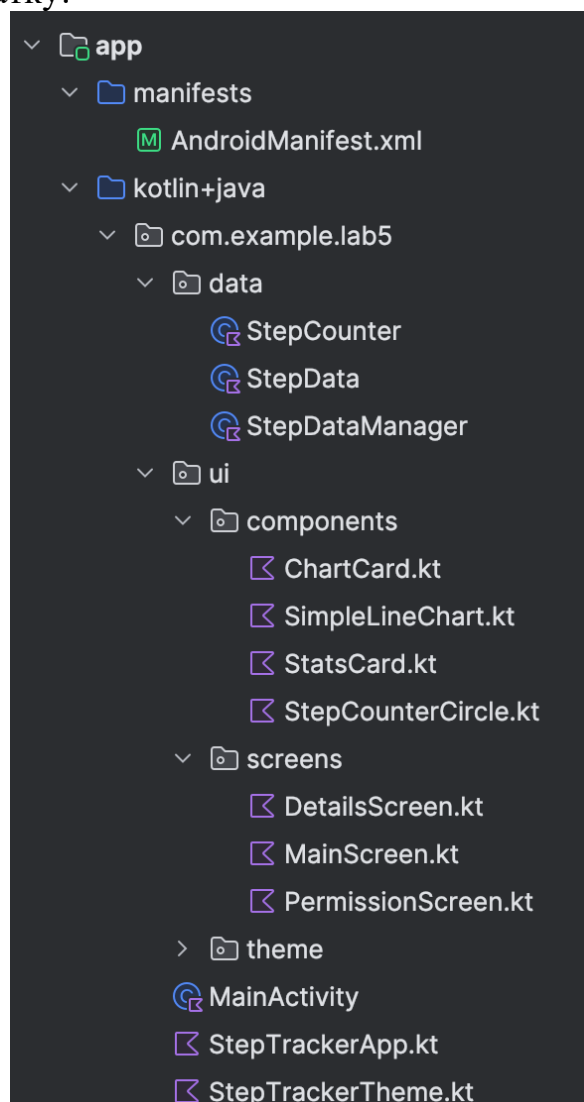 app
manifests
AndroidManifest.xml
kotlin+java
com.example.lab5
data
StepCounter
StepData
StepDataManager
ui
components
ChartCard.kt
SimpleLineChart.kt
StatsCard.kt
StepCounterCircle.kt
screens
DetailsScreen.kt
MainScreen.kt
PermissionScreen.kt
theme
MainActivity
StepTrackerApp.kt
StepTrackerTheme.kt